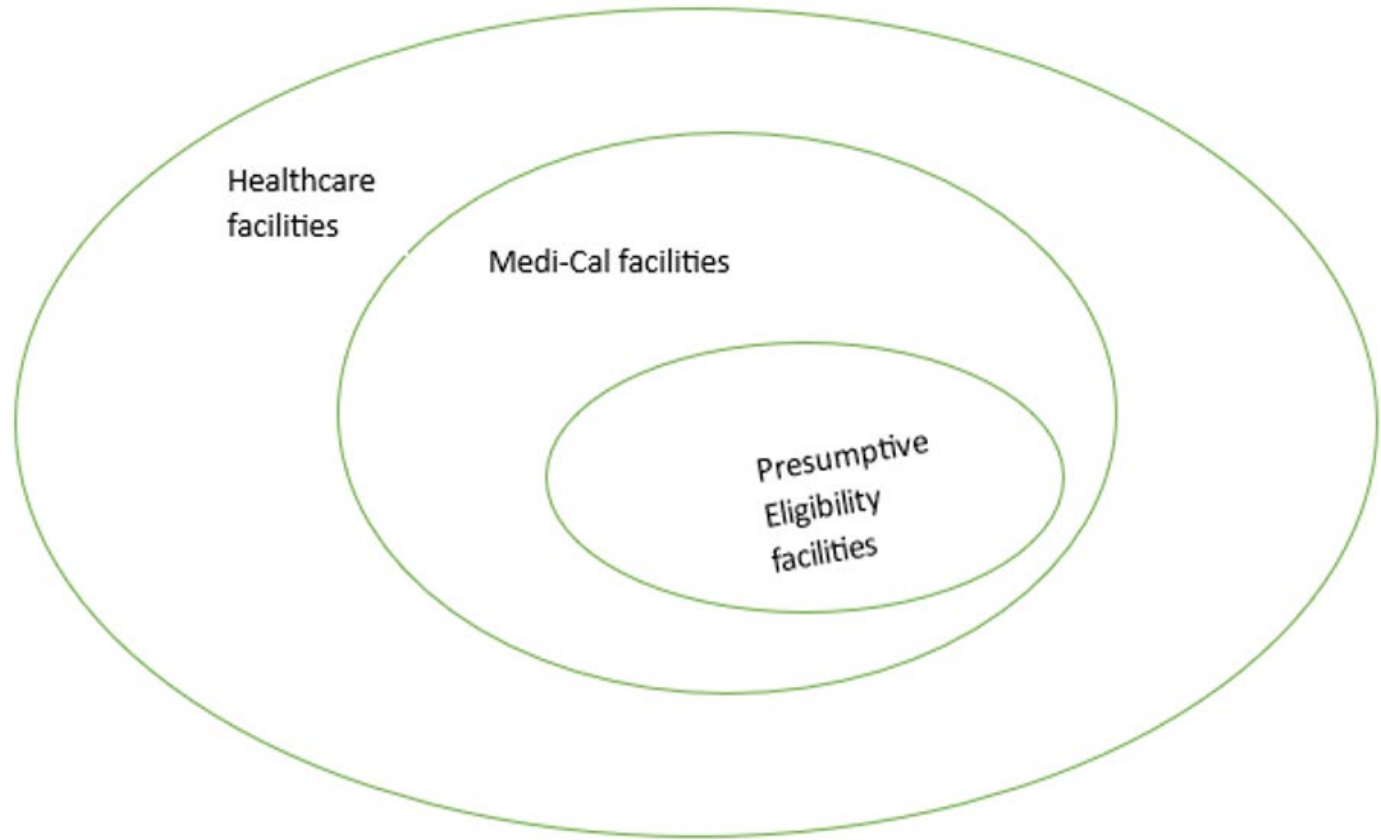 Healthcare
facilities
Medi-Cal facilities
Presumptive
Eligibility
facilities